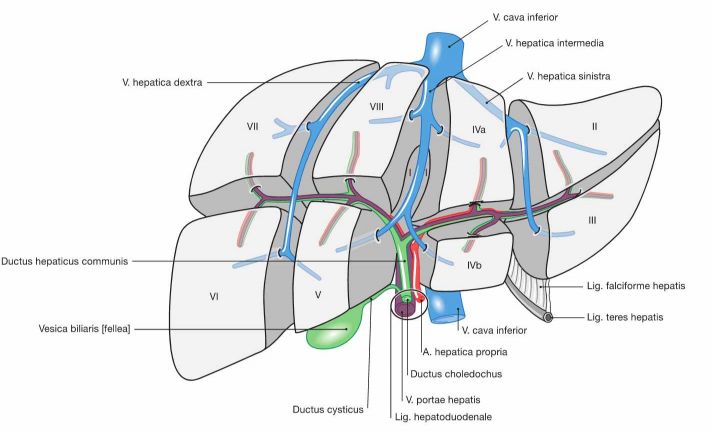 V. cava inferior
V. hepatica intermedia
V. hepatica dextra
V. hepatica sinistra
VIII
VII
IVa
II
I
I
III
Ductus hepaticus communis
IVb
VI
V
Lig. falciforme hepatis
Lig. teres hepatis
Vesica biliaris [fellea]
V. cava inferior
A. hepatica propria
Ductus choledochus
V. portae hepatis
Ductus cysticus
Lig. hepatoduodenale